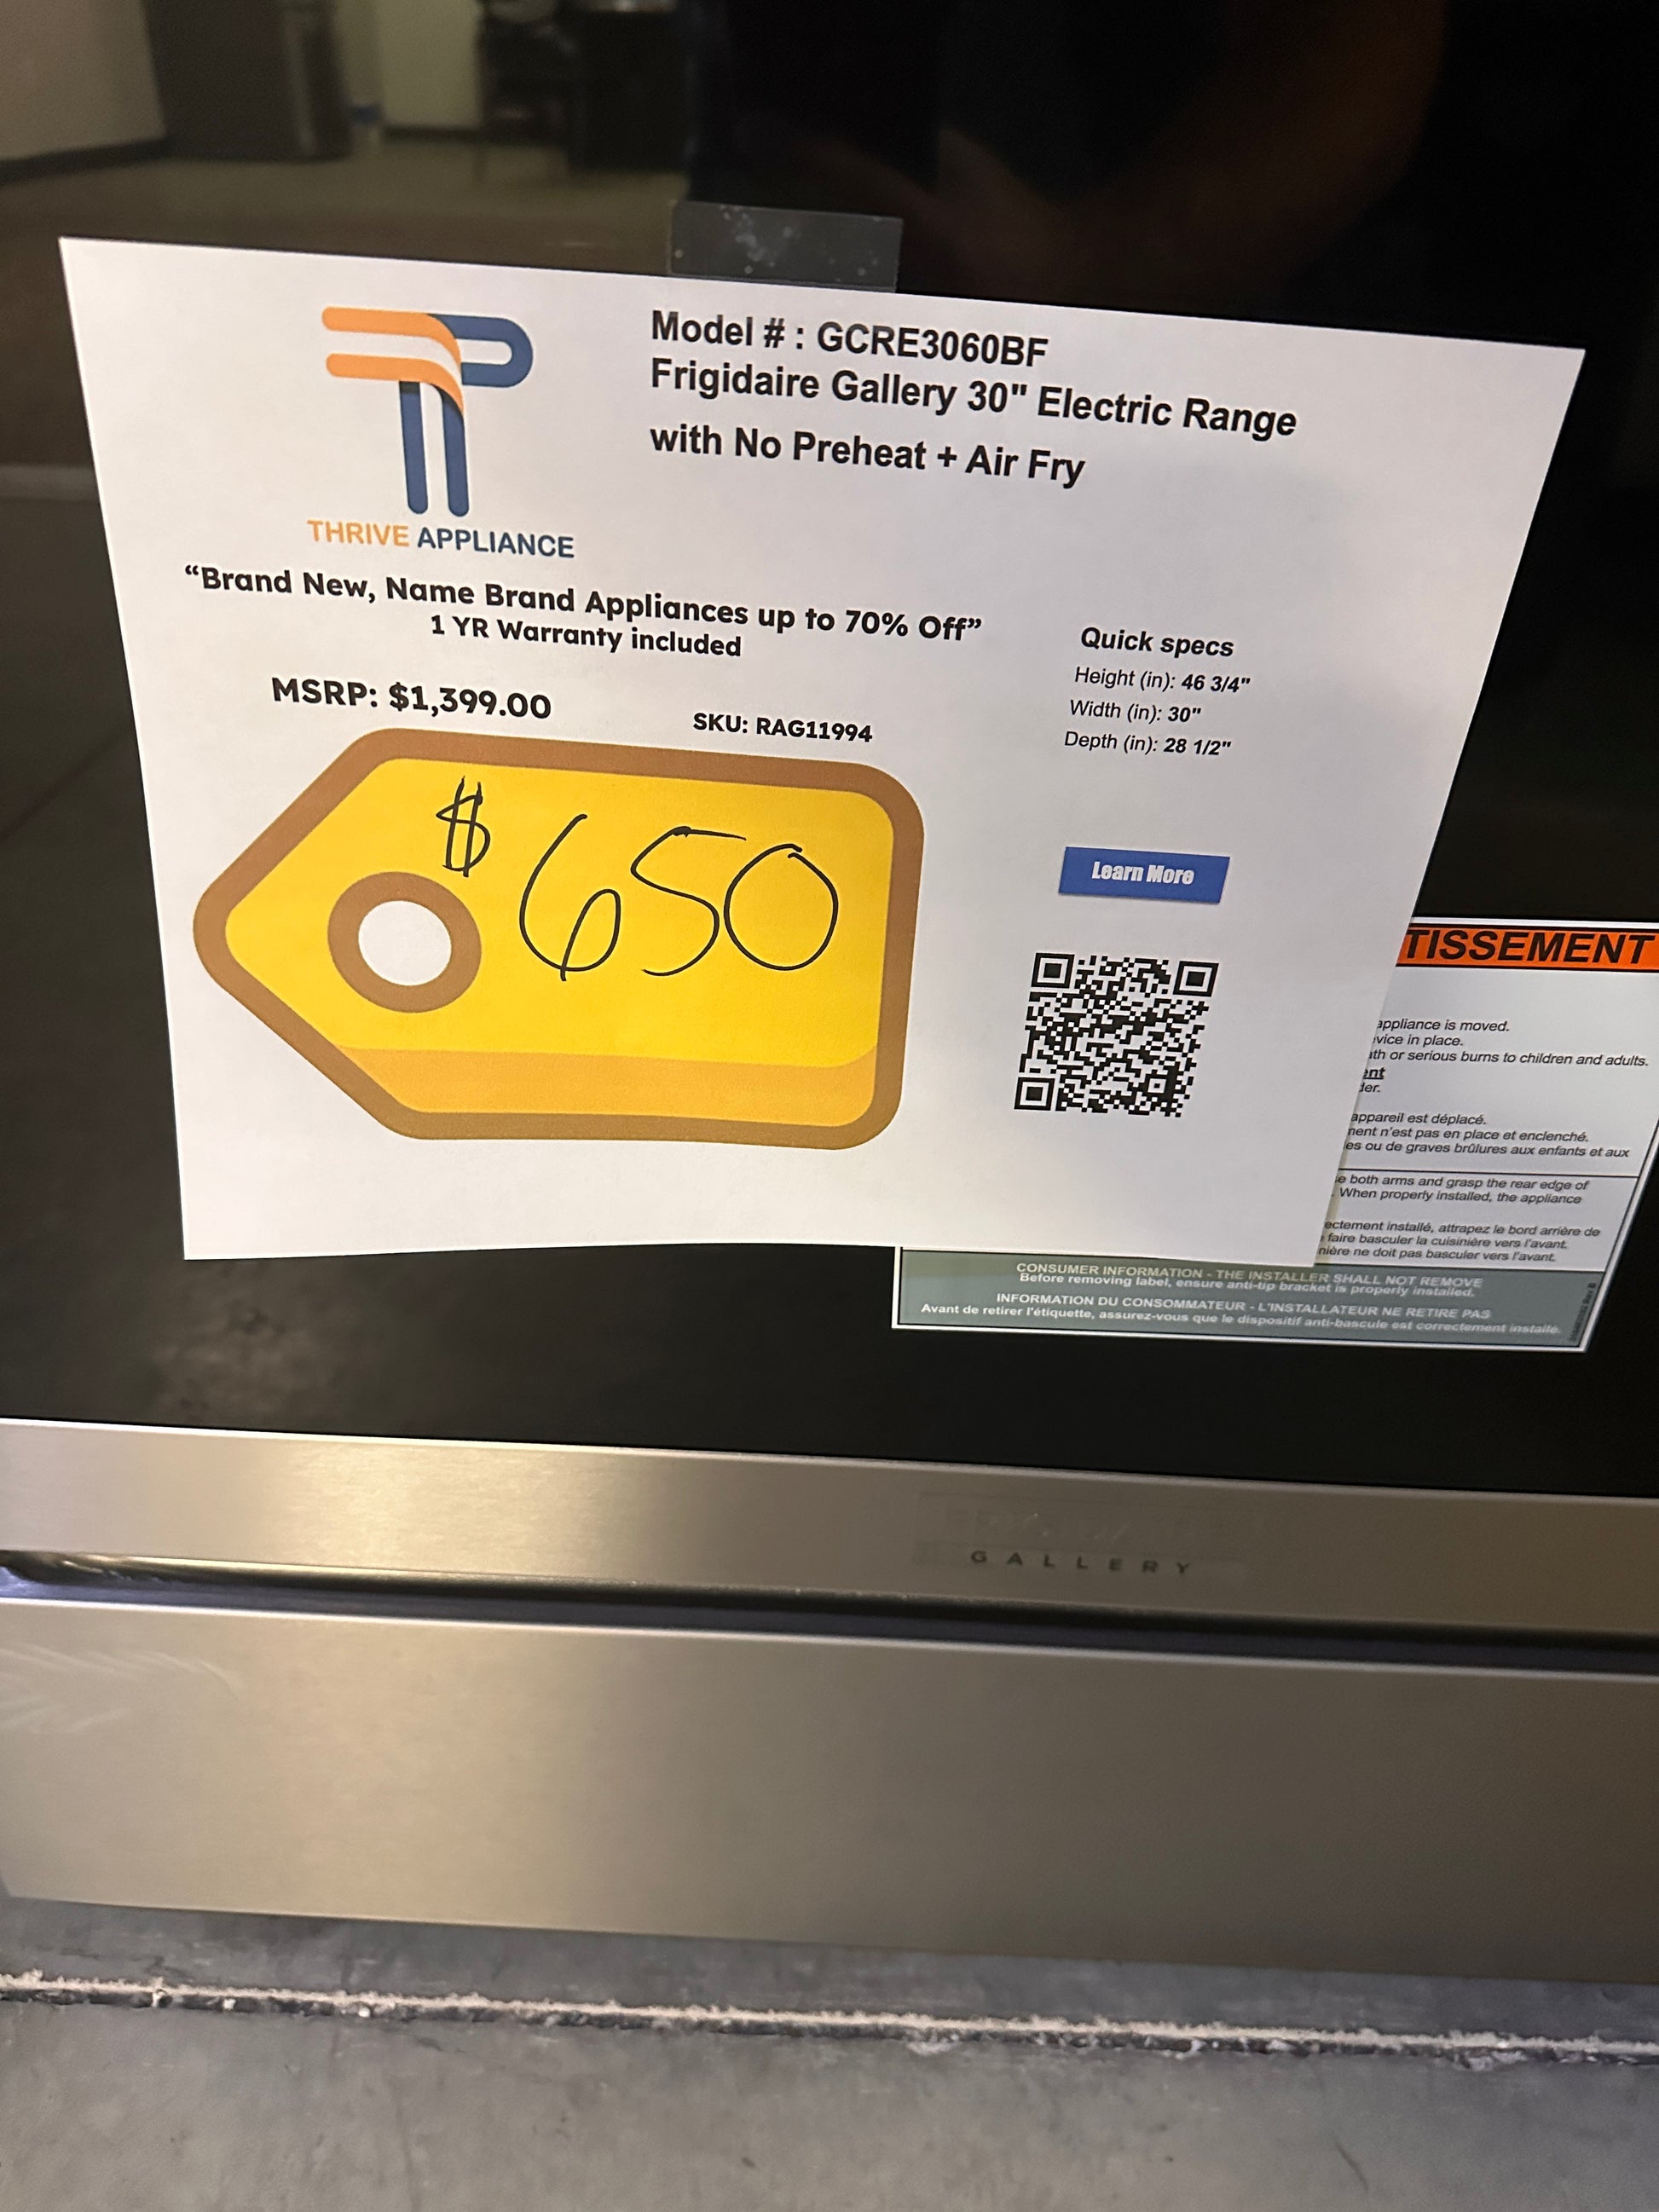 Model # : GCRE3060BF
Frigidaire Gallery 30" Electric Range
with No Preheat + Air Fry
THRIVE APPLIANCE
“Brand New, Name Brand Appliances up to 70% Off”
1 YR Warranty included
MSRP: $1,399.00
SKU: RAG11994
$650
Quick specs
Height (in): 46 3/4"
Width (in): 30"
Depth (in): 28 1/2"
Learn More
TISSEMENT
appliance is moved.
vice in place.
ath or serious burns to children and adults.
ent
der.
appareil est déplacé.
ment n'est pas en place et enclenché.
es ou de graves brûlures aux enfants et aux
e both arms and grasp the rear edge of
. When properly installed, the appliance
ectement installé, attrapez le bord arrière de
faire basculer la cuisinière vers l'avant.
nière ne doit pas basculer vers l'avant.
CONSUMER INFORMATION - THE INSTALLER SHALL NOT REMOVE
Before removing label, ensure anti-tip bracket is properly installed.
INFORMATION DU CONSOMMATEUR - L'INSTALLATEUR NE RETIRE PAS
Avant de retirer l'étiquette, assurez-vous que le dispositif anti-bascule est correctement installé.
GALLERY